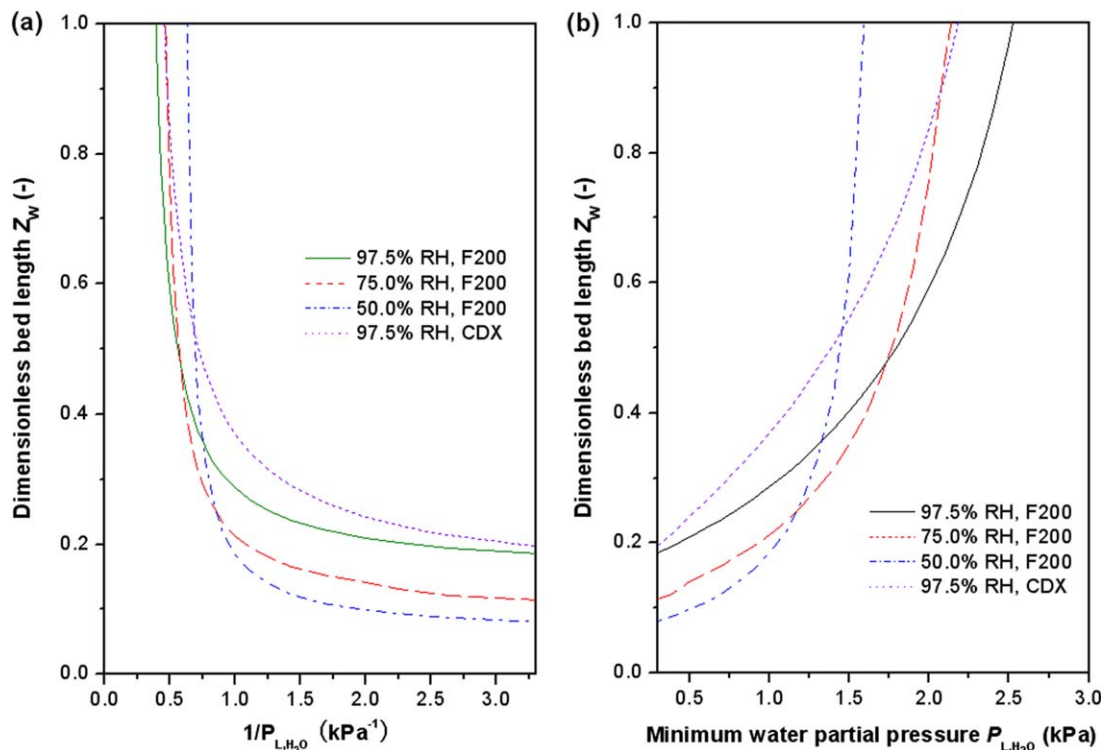 (a)
1.0
0.8
0.6
0.4
0.2
0.0
Dimensionless bed length Z_W (-)
97.5% RH, F200
75.0% RH, F200
50.0% RH, F200
97.5% RH, CDX
0.0 0.5 1.0 1.5 2.0 2.5 3.0
1/P_L,H₂O (kPa⁻¹)
(b)
1.0
0.8
0.6
0.4
0.2
0.0
Dimensionless bed length Z_W (-)
97.5% RH, F200
75.0% RH, F200
50.0% RH, F200
97.5% RH, CDX
0.5 1.0 1.5 2.0 2.5 3.0
Minimum water partial pressure P_L,H₂O (kPa)